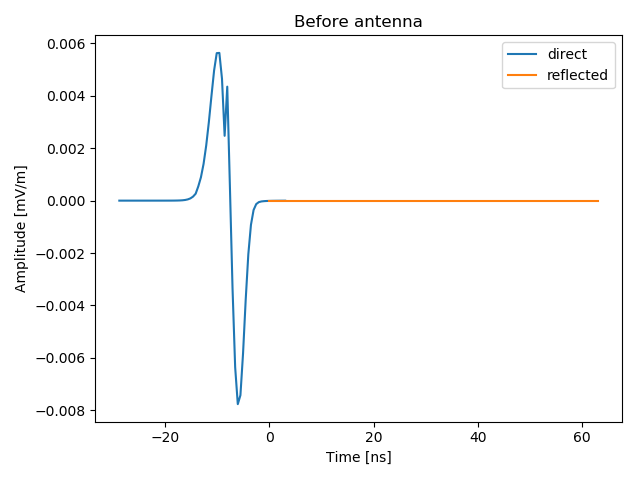 Before antenna
direct
reflected
0.006
0.004
0.002
0.000
−0.002
−0.004
−0.006
−0.008
Amplitude [mV/m]
−20
0
20
40
60
Time [ns]